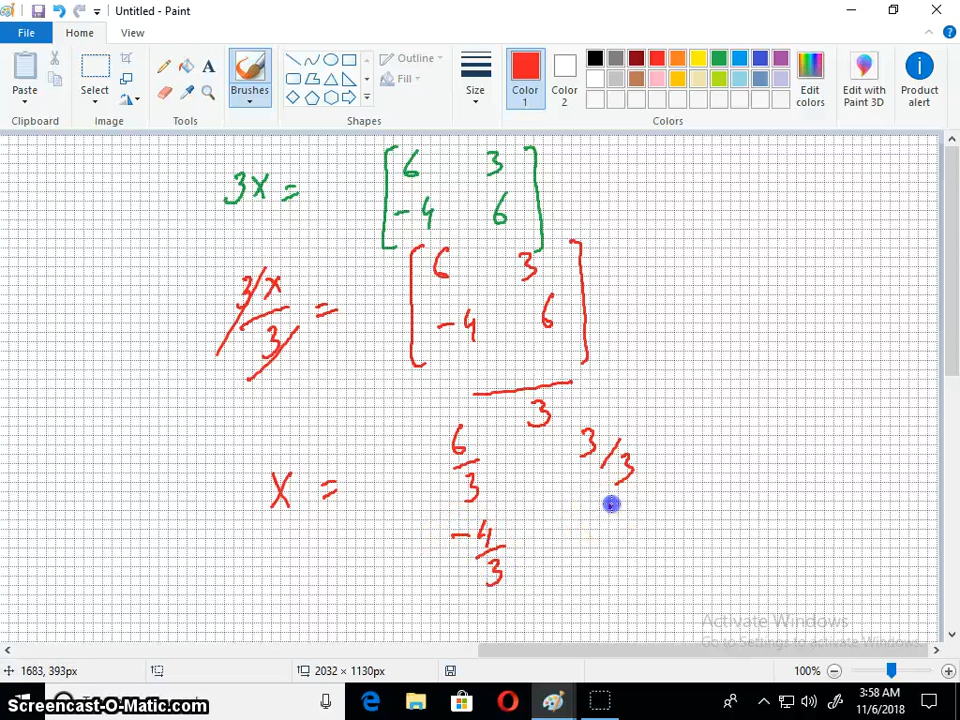 Untitled - Paint
File Home View
Paste Select Brushes Outline Fill Size Color 1 Color 2 Edit colors Edit with Paint 3D Product alert
Clipboard Image Tools Shapes Colors
3X = [ 6 3
-4 6 ]
3x/3 = [ 6 3
-4 6 ]
3
X = 6/3 3/3
-4/3
Activate Windows
Go to Settings to activate Windows.
1683, 393px 2032 × 1130px 100%
Screencast-O-Matic.com
3:58 AM
11/6/2018